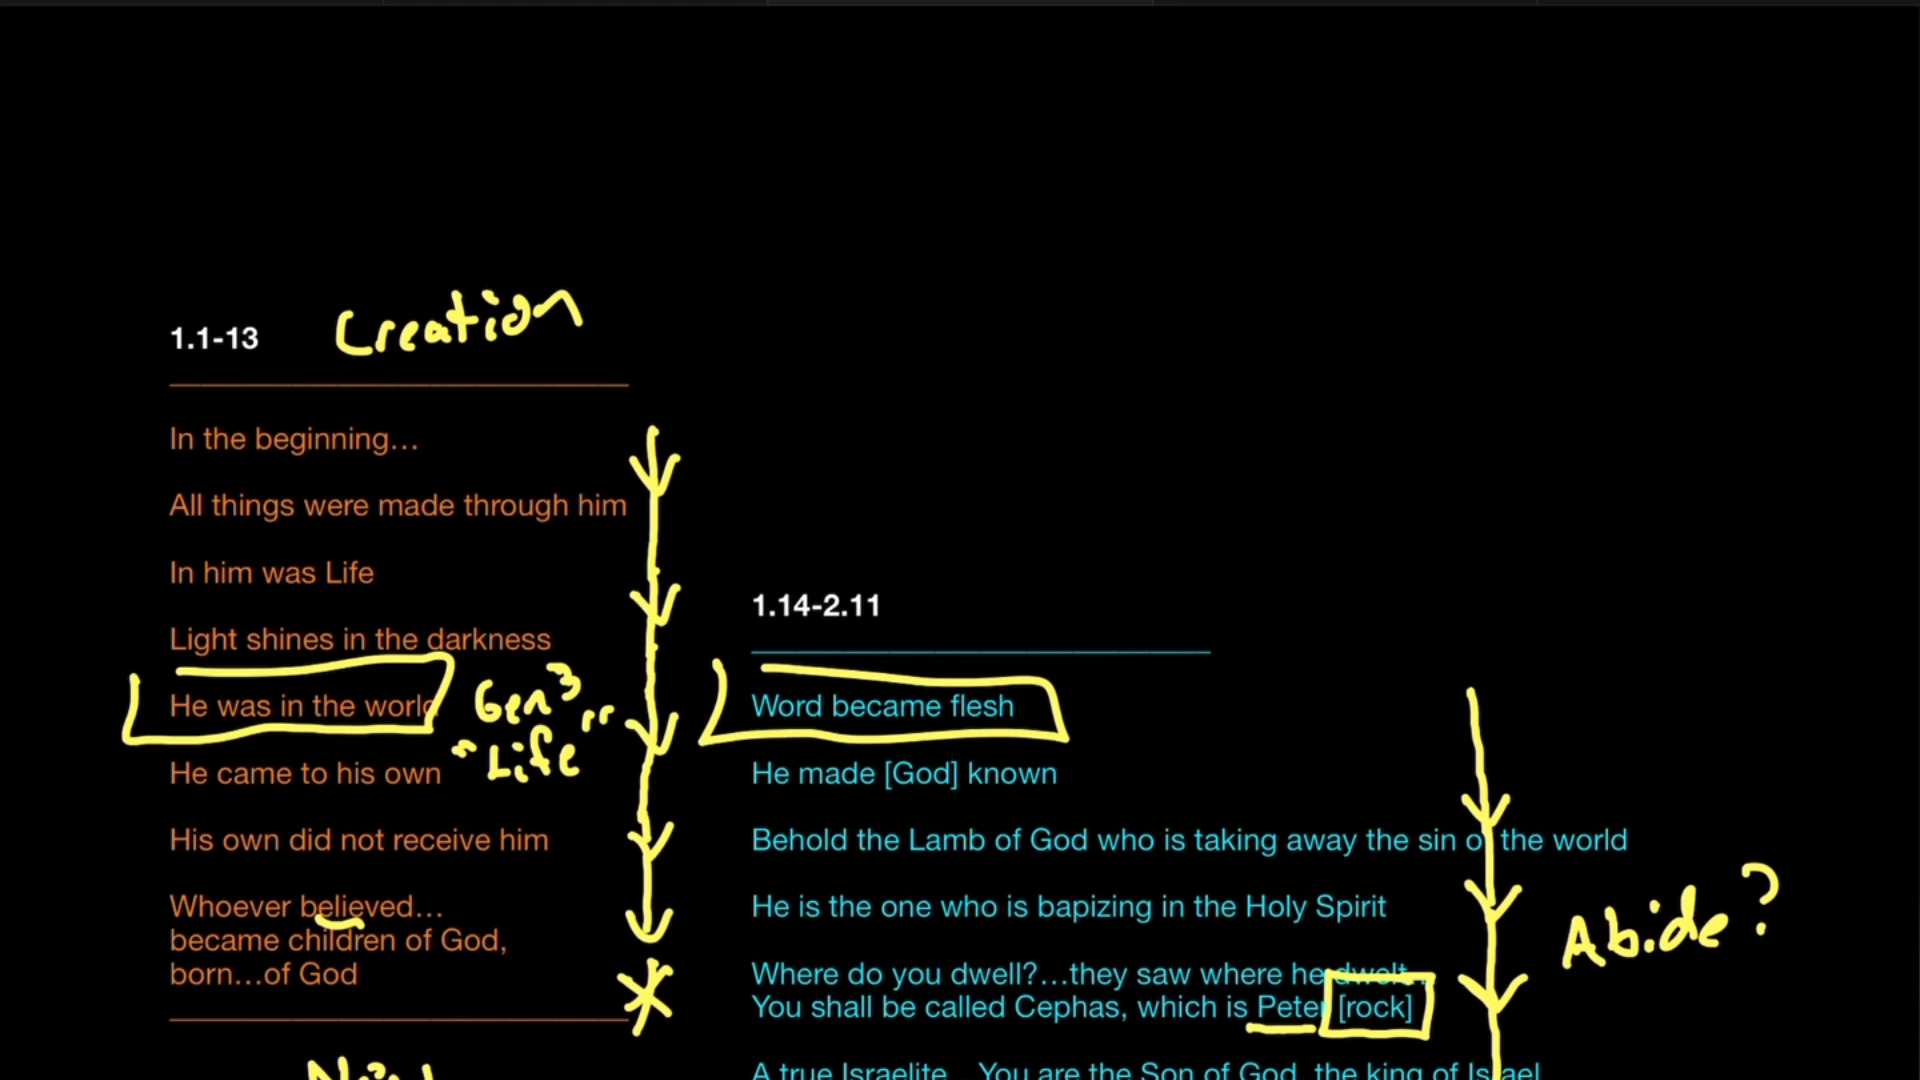 1.1-13
Creation
In the beginning…
All things were made through him
In him was Life
Light shines in the darkness
He was in the world
Gen 3
"Life"
He came to his own
His own did not receive him
Whoever believed…
became children of God,
born…of God
1.14-2.11
Word became flesh
He made [God] known
Behold the Lamb of God who is taking away the sin of the world
He is the one who is bapizing in the Holy Spirit
Where do you dwell?…they saw where he dwelt…
You shall be called Cephas, which is Peter [rock]
A true Israelite…You are the Son of God, the king of Israel
Abide?